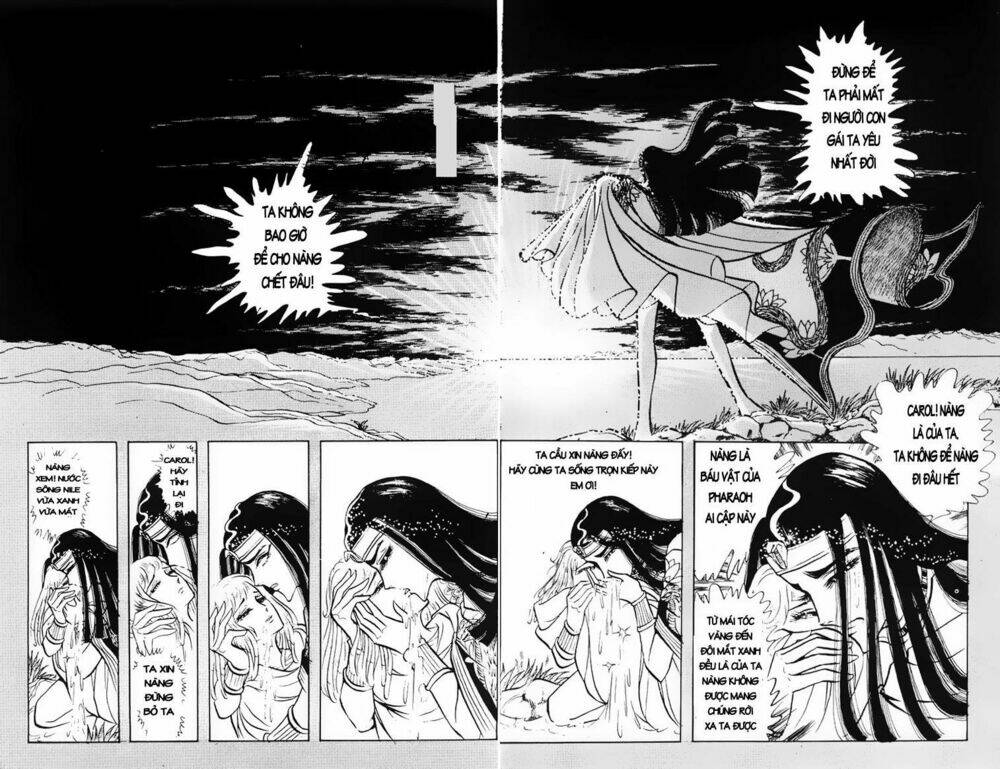 ĐỪNG ĐỂ
TA PHẢI MẤT
ĐI NGƯỜI CON
GÁI TA YÊU
NHẤT ĐỜI
TA KHÔNG
BAO GIỜ
ĐỂ CHO NÀNG
CHẾT ĐÂU!
CAROL! NÀNG
LÀ CỦA TA,
TA KHÔNG ĐỂ NÀNG
ĐI ĐÂU HẾT
NÀNG LÀ
BÁU VẬT CỦA
PHARAOH
AI CẬP NÀY
TỪ MÁI TÓC
VÀNG ĐẾN
ĐÔI MẮT XANH
ĐỀU LÀ CỦA TA
NÀNG KHÔNG
ĐƯỢC MANG
CHÚNG RỜI
XA TA ĐƯỢC
TA CẦU XIN NÀNG ĐẤY!
HÃY CÙNG TA SỐNG TRỌN KIẾP NÀY
EM ƠI!
CAROL!
HÃY
TỈNH
LẠI
ĐI
TA XIN
NÀNG
ĐỪNG
BỎ TA
NÀNG
XEM! NƯỚC
SÔNG NILE
VỪA XANH
VỪA MÁT